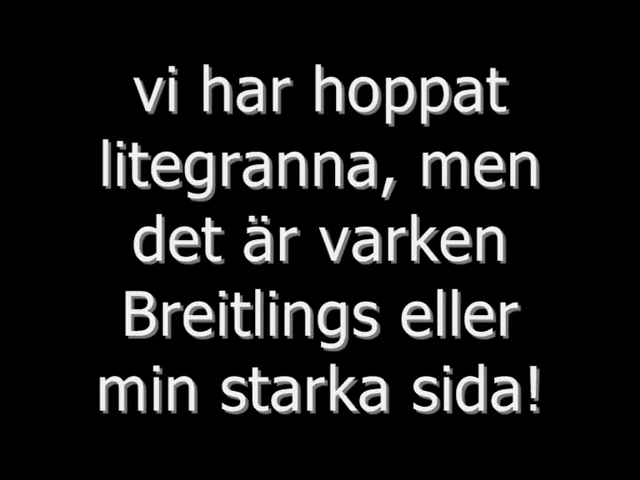 vi har hoppat
litegranna, men
det är varken
Breitlings eller
min starka sida!